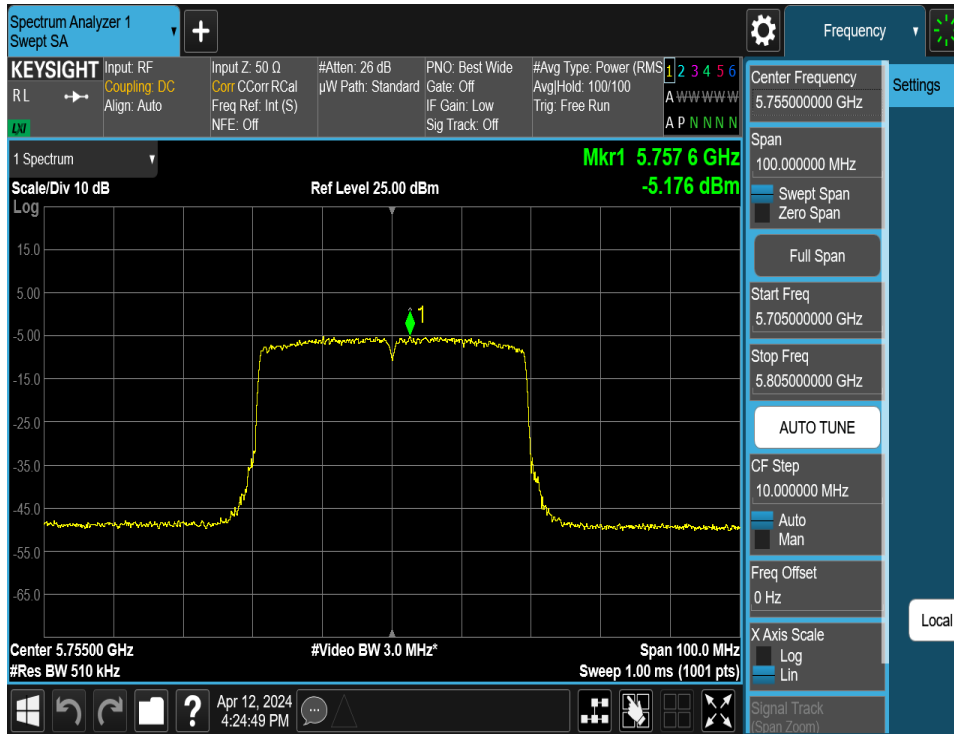 Spectrum Analyzer 1
Swept SA
+
Frequency
KEYSIGHT
R L
LXI
Input: RF
Coupling: DC
Align: Auto
Input Z: 50 Ω
Corr CCorr RCal
Freq Ref: Int (S)
NFE: Off
#Atten: 26 dB
µW Path: Standard
PNO: Best Wide
Gate: Off
IF Gain: Low
Sig Track: Off
#Avg Type: Power (RMS
Avg|Hold: 100/100
Trig: Free Run
1 2 3 4 5 6
A W W W W W
A P N N N N
1 Spectrum
Mkr1 5.757 6 GHz
-5.176 dBm
Scale/Div 10 dB
Ref Level 25.00 dBm
Log
15.0
5.00
-5.00
-15.0
-25.0
-35.0
-45.0
-55.0
-65.0
1
Center 5.75500 GHz
#Video BW 3.0 MHz*
Span 100.0 MHz
#Res BW 510 kHz
Sweep 1.00 ms (1001 pts)
Center Frequency
5.755000000 GHz
Span
100.000000 MHz
Swept Span
Zero Span
Full Span
Start Freq
5.705000000 GHz
Stop Freq
5.805000000 GHz
AUTO TUNE
CF Step
10.000000 MHz
Auto
Man
Freq Offset
0 Hz
X Axis Scale
Log
Lin
Signal Track
(Span Zoom)
Settings
Local
?
Apr 12, 2024
4:24:49 PM